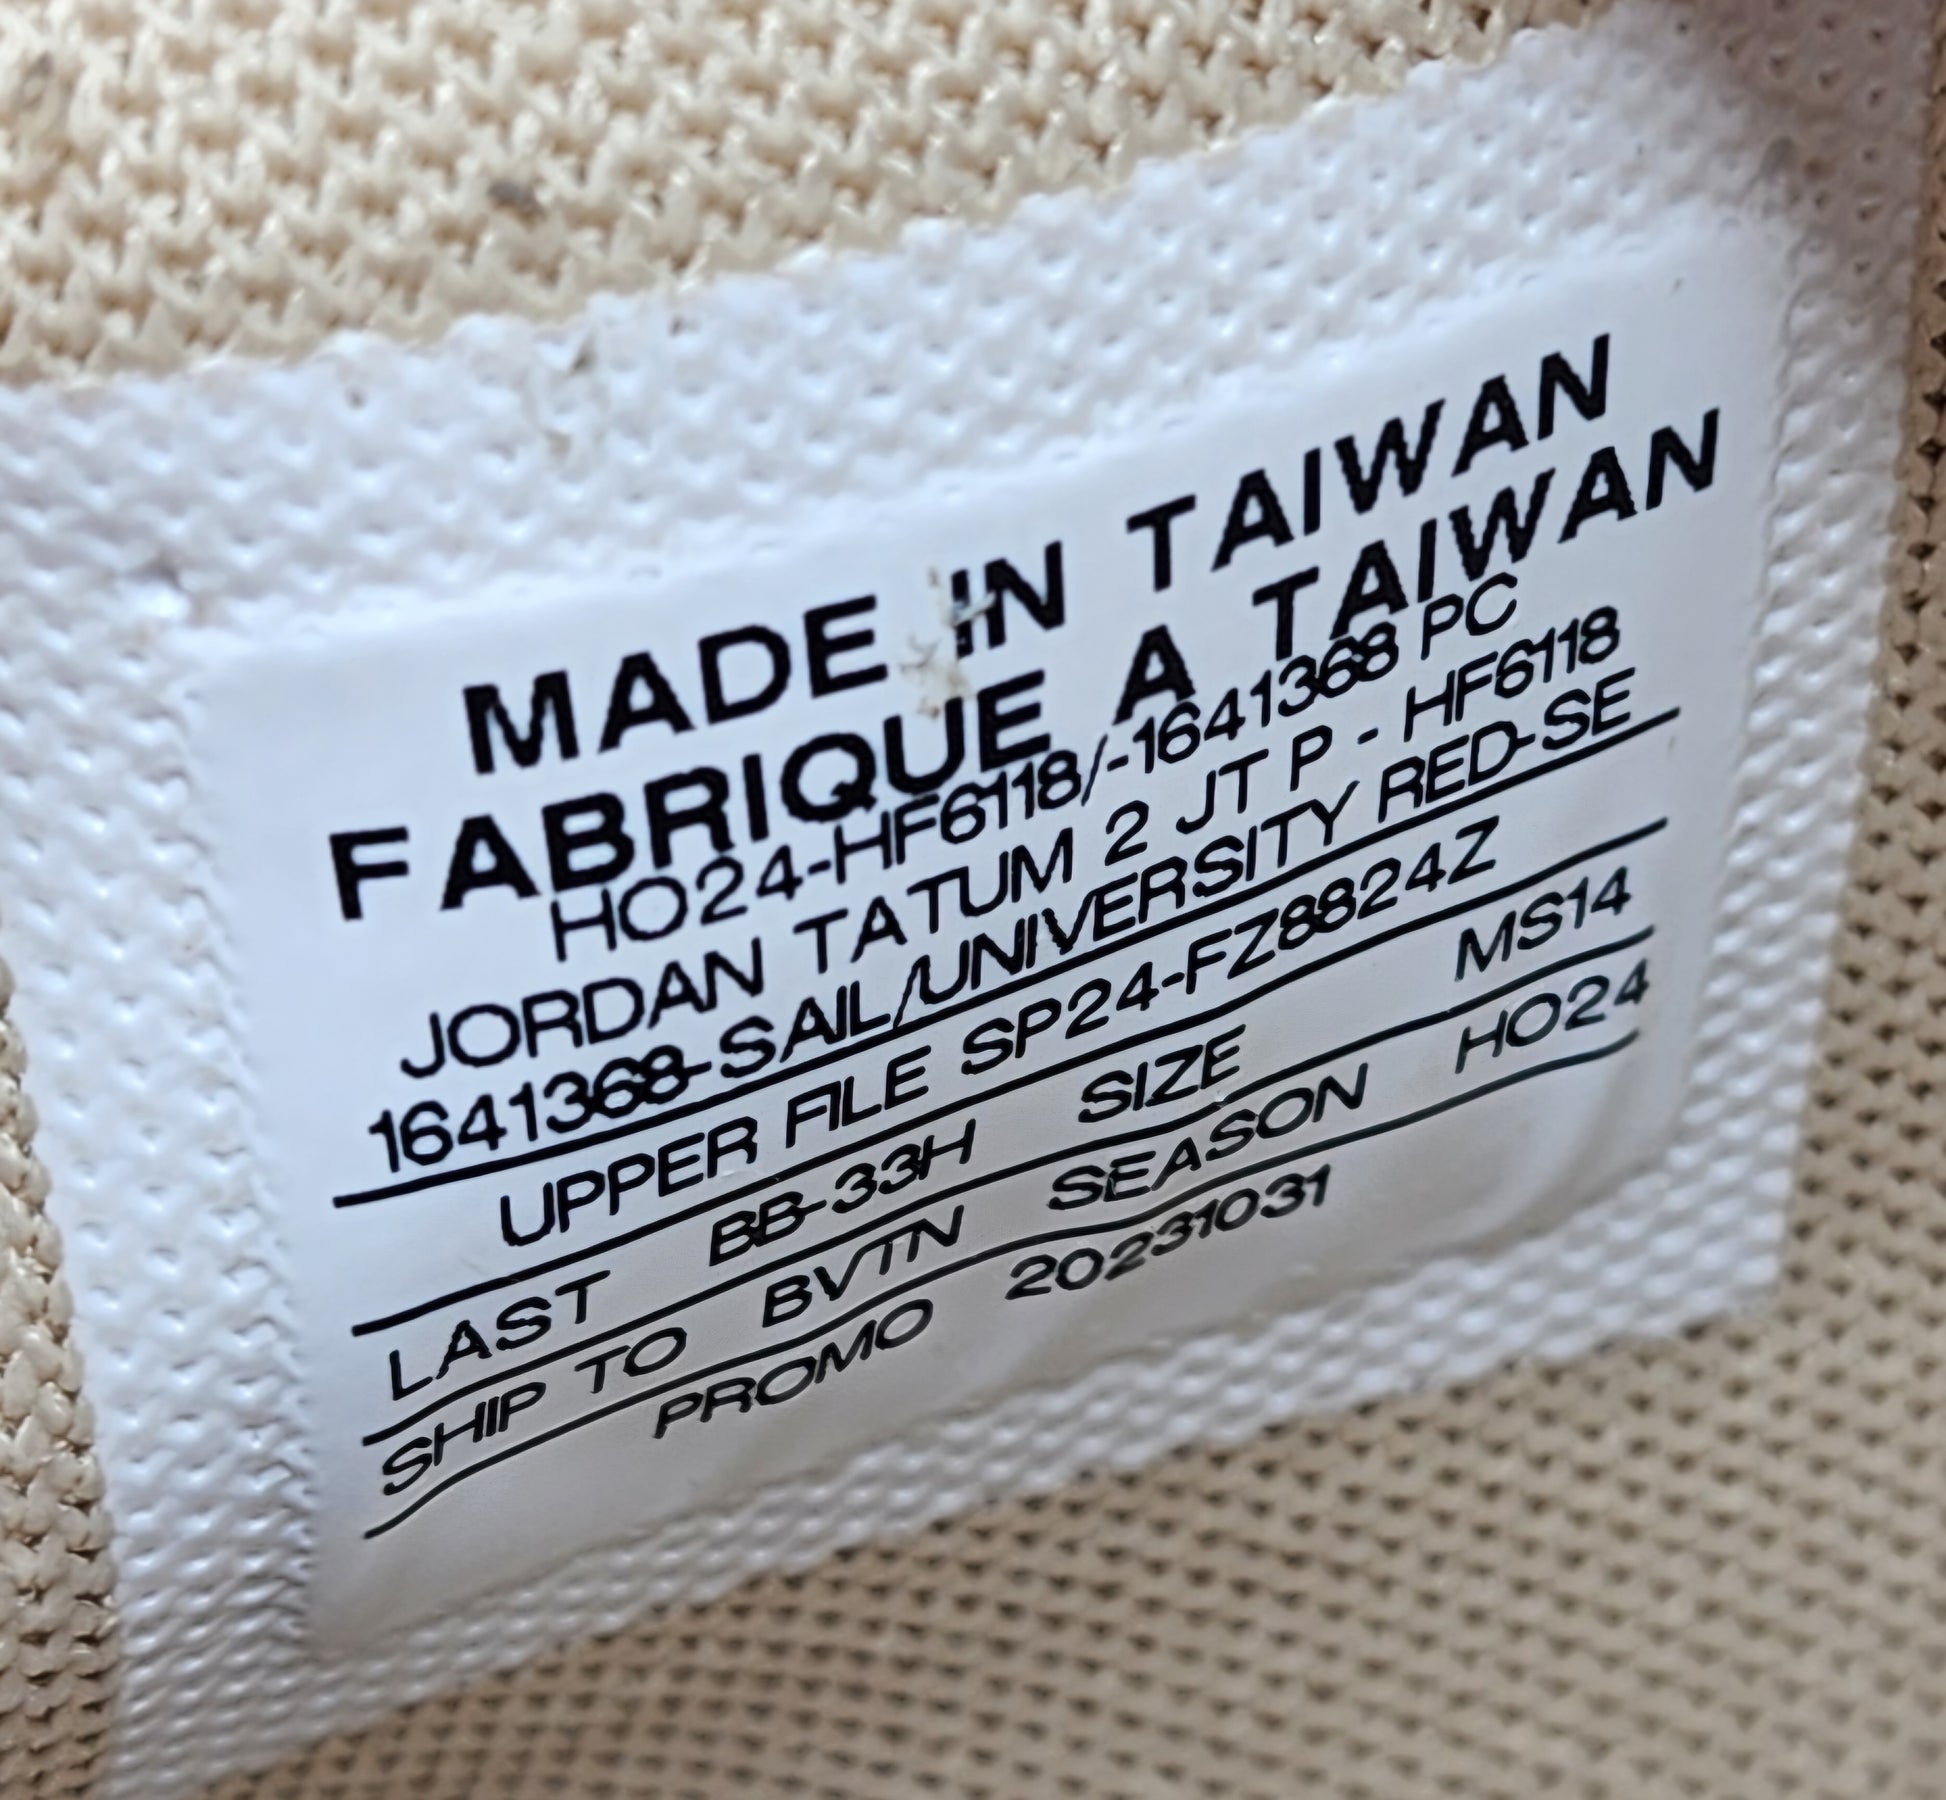 MADE IN TAIWAN
FABRIQUE A TAIWAN
HO24-HF6118/-1641368 PC
JORDAN TATUM 2 JT P - HF6118
1641368-SAIL/UNIVERSITY RED-SE
UPPER FILE SP24-FZ8824Z
LAST BB-33H SIZE MS14
SHIP TO BVTN SEASON HO24
PROMO 20231031